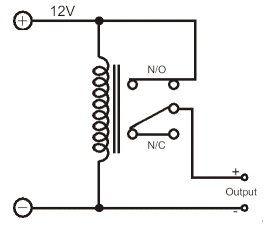 + 12V
N/O
N/C
+
Output
-
-